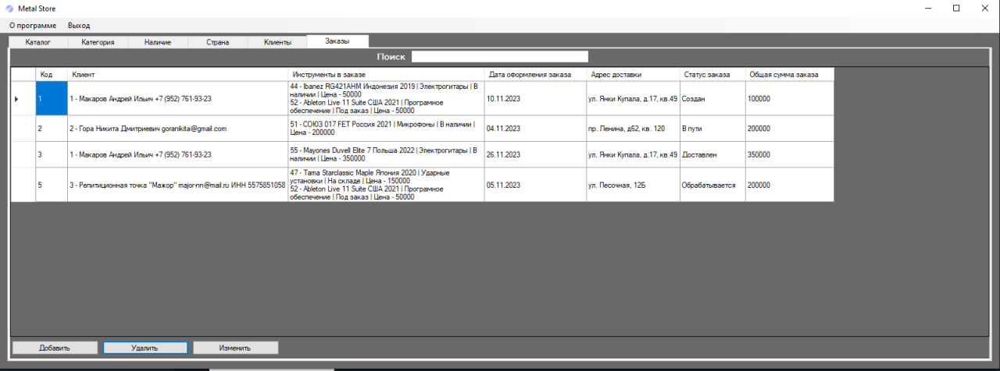 Metal Store
О программе Выход
Каталог Категория Наличие Страна Клиенты Заказы
Поиск
Код Клиент Инструменты в заказе Дата оформления заказа Адрес доставки Статус заказа Общая сумма заказа
1 1 - Макаров Андрей Ильич +7 (952) 761-93-23 44 - Ibanez RG421AHM Индонезия 2019 | Электрогитары | В
наличии | Цена - 50000
52 - Ableton Live 11 Suite США 2021 | Програмное
обеспечение | Под заказ | Цена - 50000 10.11.2023 ул. Янки Купала, д.17, кв.49 Создан 100000
2 2 - Гора Никита Дмитриевич goranikita@gmail.com 51 - СОЮЗ 017 FET Россия 2021 | Микрофоны | В наличии |
Цена - 200000 04.11.2023 пр. Ленина, д62, кв. 120 В пути 200000
3 1 - Макаров Андрей Ильич +7 (952) 761-93-23 55 - Mayones Duvell Elite 7 Польша 2022 | Электрогитары | В
наличии | Цена - 350000 26.11.2023 ул. Янки Купала, д.17, кв.49 Доставлен 350000
5 3 - Репитиционная точка "Мажор" major-nn@mail.ru ИНН 5575851058 47 - Tama Starclassic Maple Япония 2020 | Ударные
установки | На складе | Цена - 150000
52 - Ableton Live 11 Suite США 2021 | Програмное
обеспечение | Под заказ | Цена - 50000 05.11.2023 ул. Песочная, 12Б Обрабатывается 200000
Добавить Удалить Изменить